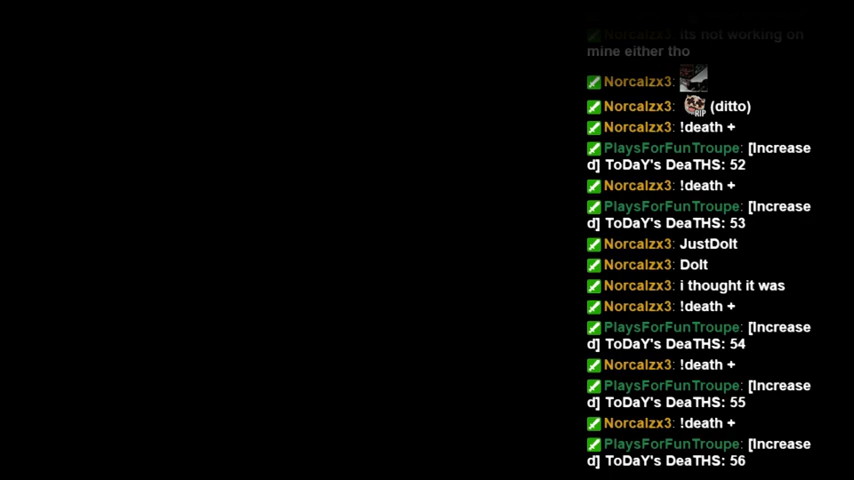 Norcalzx3: its not working on
mine either tho
Norcalzx3:
Norcalzx3: RIP (ditto)
Norcalzx3: !death +
PlaysForFunTroupe: [Increase
d] ToDaY's DeaTHS: 52
Norcalzx3: !death +
PlaysForFunTroupe: [Increase
d] ToDaY's DeaTHS: 53
Norcalzx3: JustDoIt
Norcalzx3: DoIt
Norcalzx3: i thought it was
Norcalzx3: !death +
PlaysForFunTroupe: [Increase
d] ToDaY's DeaTHS: 54
Norcalzx3: !death +
PlaysForFunTroupe: [Increase
d] ToDaY's DeaTHS: 55
Norcalzx3: !death +
PlaysForFunTroupe: [Increase
d] ToDaY's DeaTHS: 56